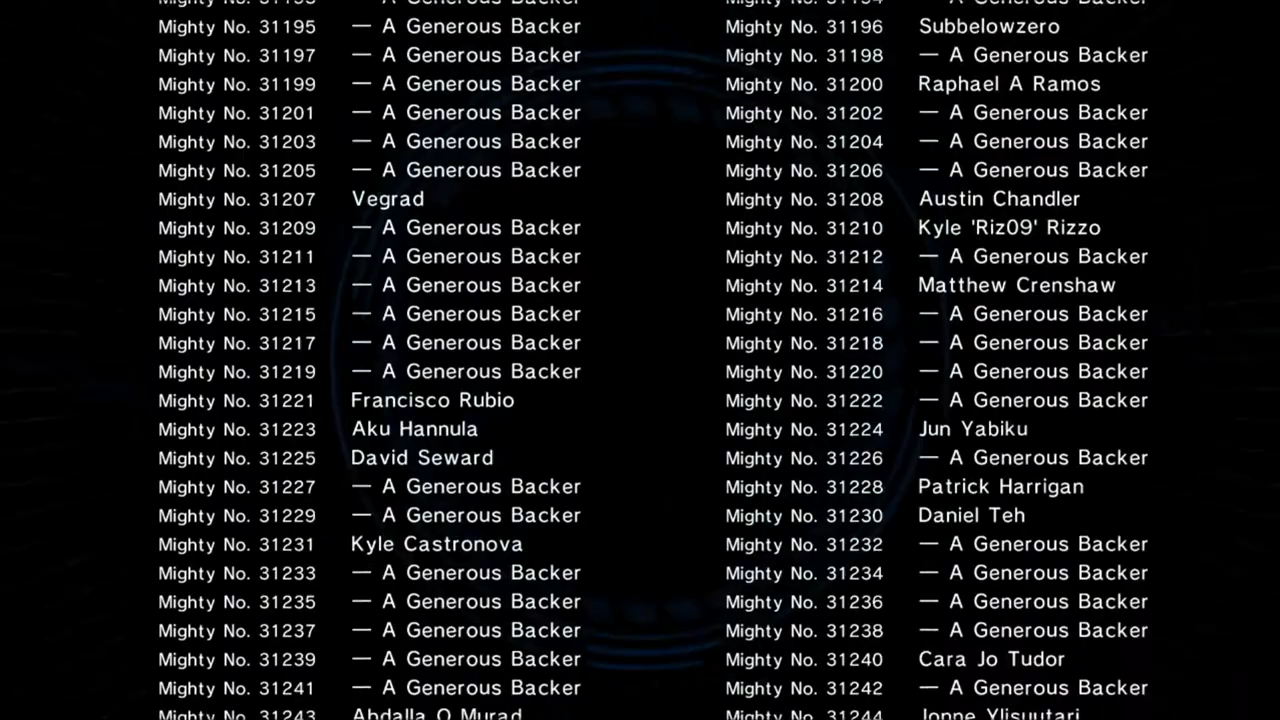 Mighty No. 31193 — A Generous Backer Mighty No. 31194 — A Generous Backer
Mighty No. 31195 — A Generous Backer Mighty No. 31196 Subbelowzero
Mighty No. 31197 — A Generous Backer Mighty No. 31198 — A Generous Backer
Mighty No. 31199 — A Generous Backer Mighty No. 31200 Raphael A Ramos
Mighty No. 31201 — A Generous Backer Mighty No. 31202 — A Generous Backer
Mighty No. 31203 — A Generous Backer Mighty No. 31204 — A Generous Backer
Mighty No. 31205 — A Generous Backer Mighty No. 31206 — A Generous Backer
Mighty No. 31207 Vegrad Mighty No. 31208 Austin Chandler
Mighty No. 31209 — A Generous Backer Mighty No. 31210 Kyle 'Riz09' Rizzo
Mighty No. 31211 — A Generous Backer Mighty No. 31212 — A Generous Backer
Mighty No. 31213 — A Generous Backer Mighty No. 31214 Matthew Crenshaw
Mighty No. 31215 — A Generous Backer Mighty No. 31216 — A Generous Backer
Mighty No. 31217 — A Generous Backer Mighty No. 31218 — A Generous Backer
Mighty No. 31219 — A Generous Backer Mighty No. 31220 — A Generous Backer
Mighty No. 31221 Francisco Rubio Mighty No. 31222 — A Generous Backer
Mighty No. 31223 Aku Hannula Mighty No. 31224 Jun Yabiku
Mighty No. 31225 David Seward Mighty No. 31226 — A Generous Backer
Mighty No. 31227 — A Generous Backer Mighty No. 31228 Patrick Harrigan
Mighty No. 31229 — A Generous Backer Mighty No. 31230 Daniel Teh
Mighty No. 31231 Kyle Castronova Mighty No. 31232 — A Generous Backer
Mighty No. 31233 — A Generous Backer Mighty No. 31234 — A Generous Backer
Mighty No. 31235 — A Generous Backer Mighty No. 31236 — A Generous Backer
Mighty No. 31237 — A Generous Backer Mighty No. 31238 — A Generous Backer
Mighty No. 31239 — A Generous Backer Mighty No. 31240 Cara Jo Tudor
Mighty No. 31241 — A Generous Backer Mighty No. 31242 — A Generous Backer
Mighty No. 31243 Abdalla O Murad Mighty No. 31244 Jonne Ylisuutari